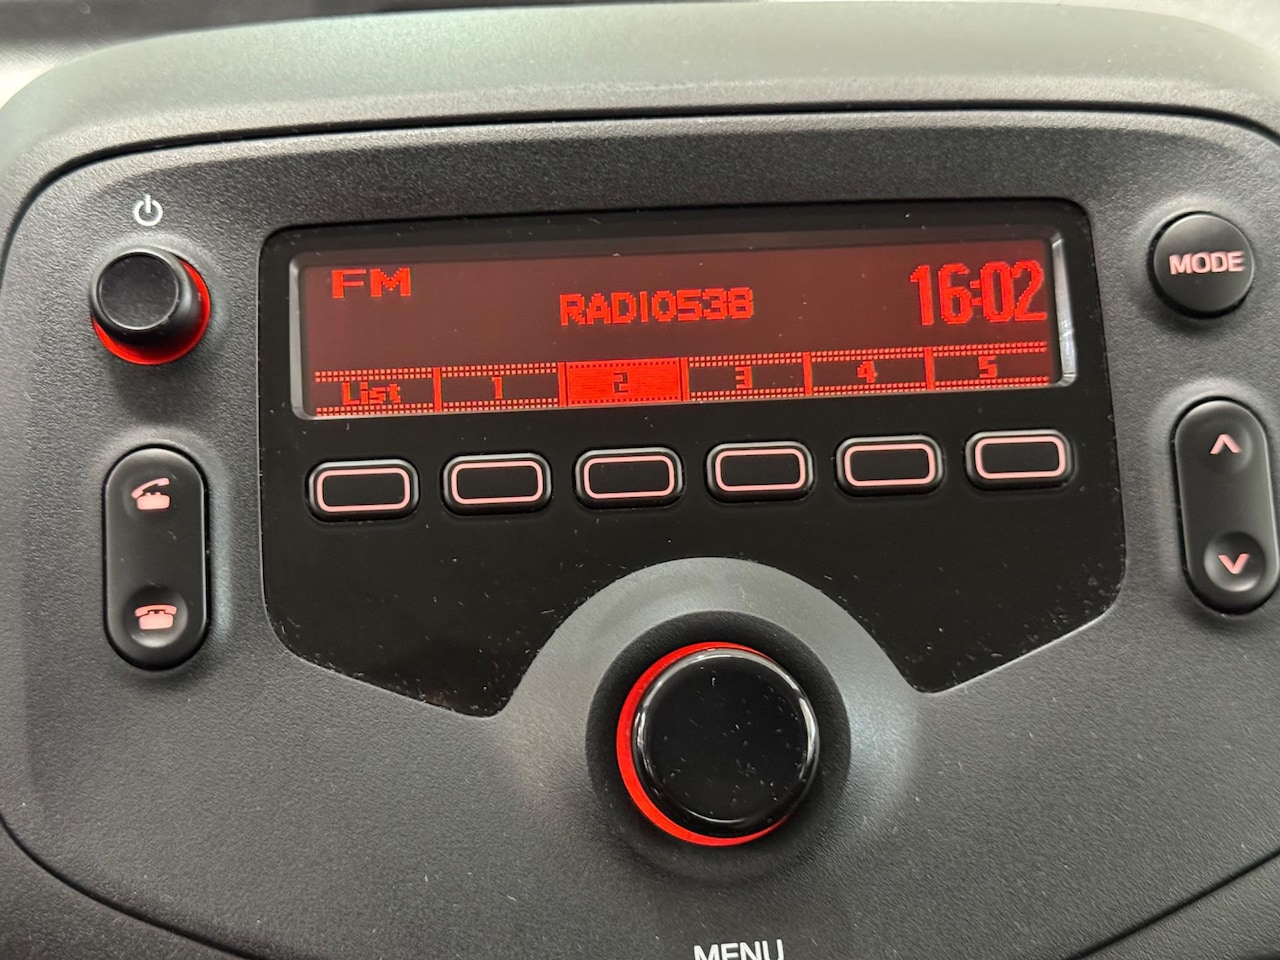 FM
RADIO538
16:02
List 1 2 3 4 5
MODE
MENU